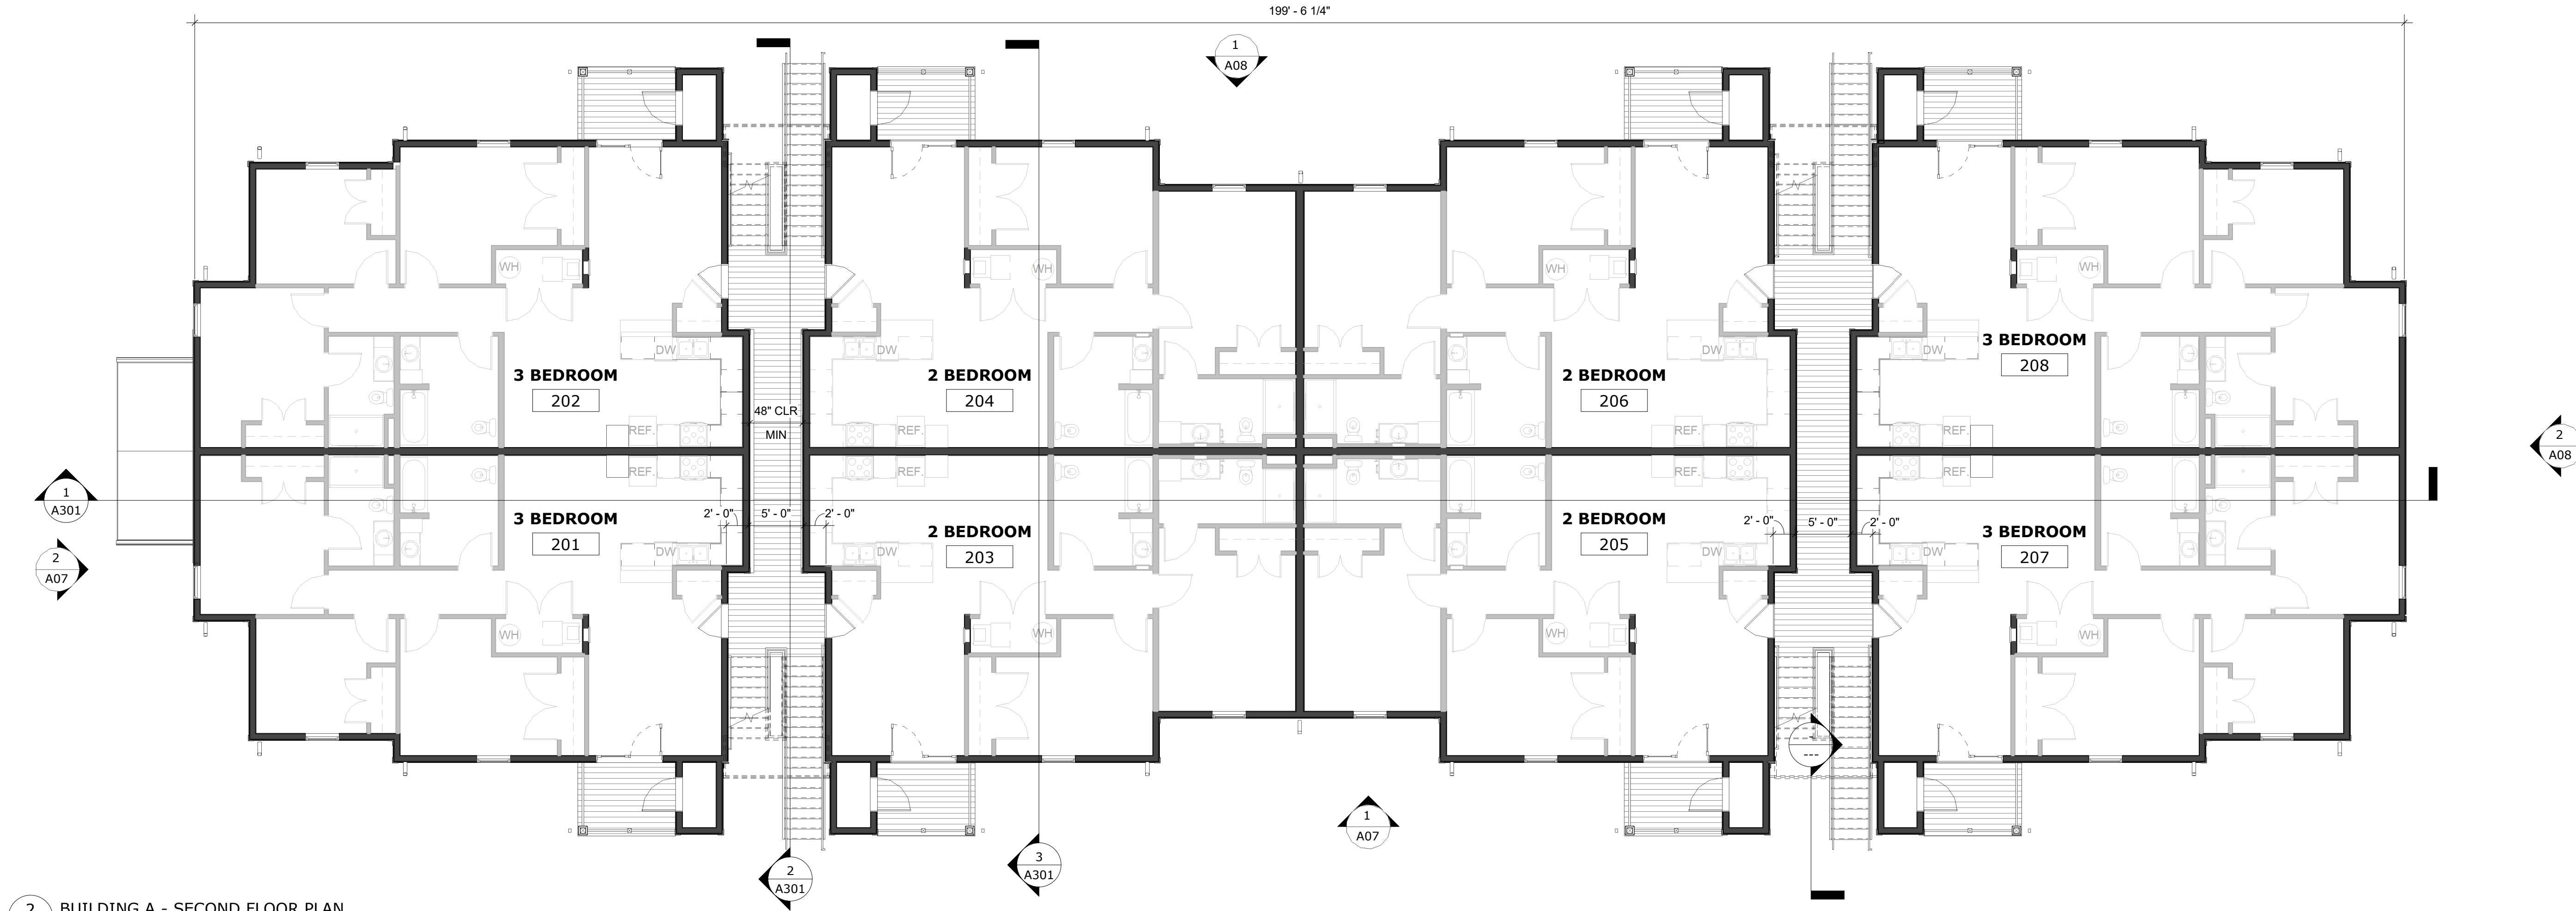 199' - 6 1/4"
1
A08
WH
WH
WH
WH
DW
DW
DW
DW
3 BEDROOM
202
2 BEDROOM
204
2 BEDROOM
206
3 BEDROOM
208
48" CLR
MIN
REF.
REF.
REF.
REF.
2
A08
REF.
REF.
REF.
REF.
1
A301
3 BEDROOM
201
2' - 0"
5' - 0"
2' - 0"
2 BEDROOM
203
2 BEDROOM
205
2' - 0"
5' - 0"
2' - 0"
3 BEDROOM
207
DW
DW
DW
DW
2
A07
WH
WH
WH
WH
--
---
1
A07
2
A301
3
A301
2
BUILDING A - SECOND FLOOR PLAN